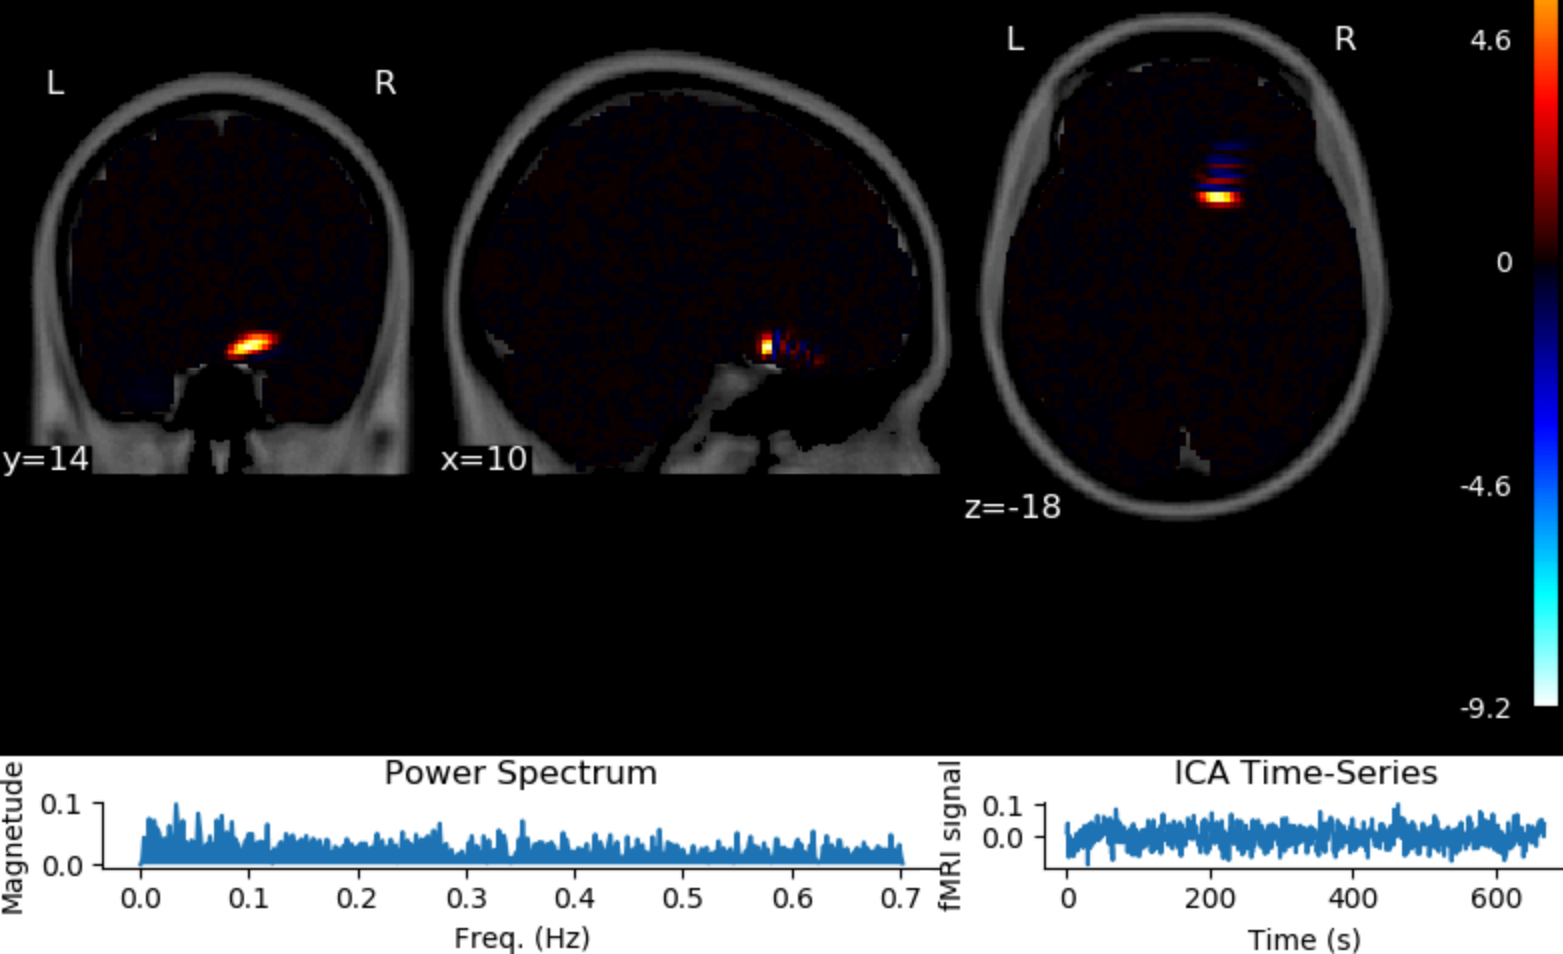 L R
y=14
x=10
L R
z=-18
4.6
0
-4.6
-9.2
Power Spectrum
Magnetude
0.1
0.0
0.0 0.1 0.2 0.3 0.4 0.5 0.6 0.7
Freq. (Hz)
ICA Time-Series
fMRI signal
0.1
0.0
0 200 400 600
Time (s)